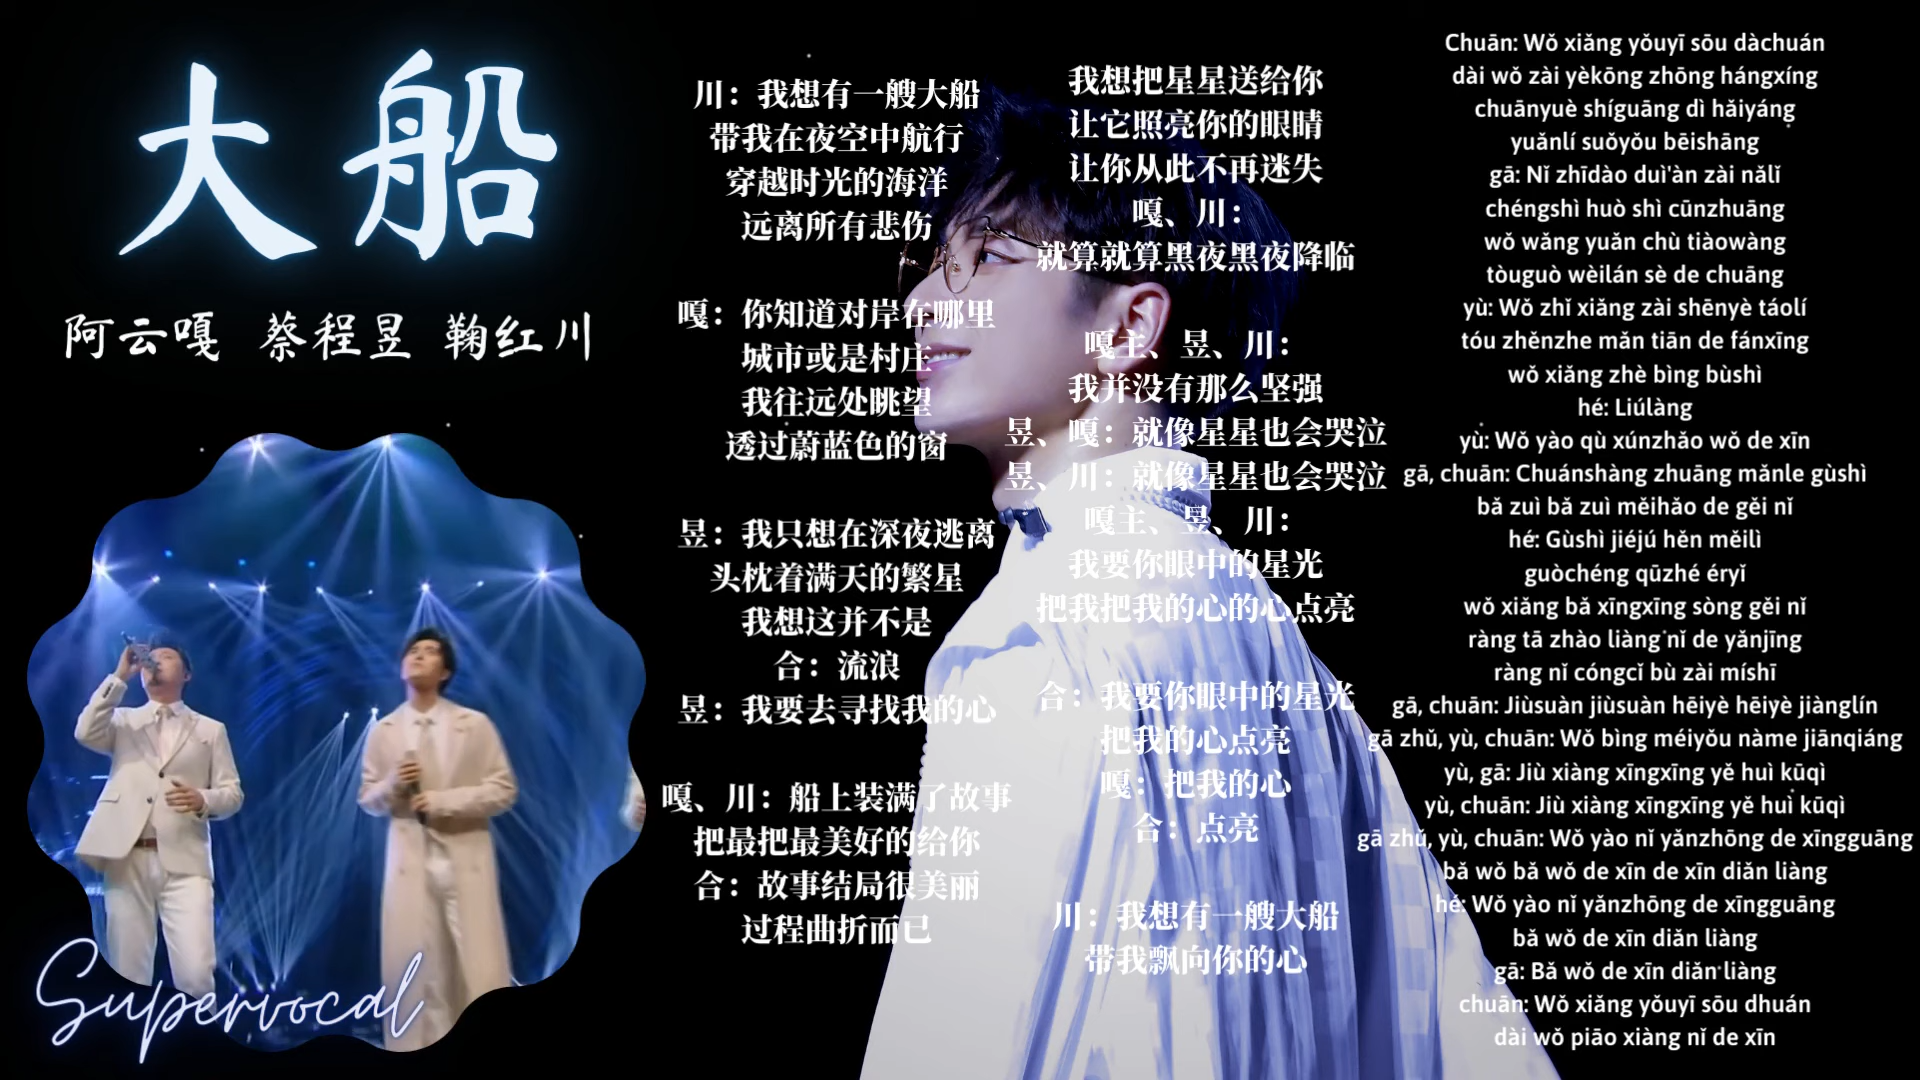 大船
阿云嘎 蔡程昱 鞠红川
Supervocal
川：我想有一艘大船
带我在夜空中航行
穿越时光的海洋
远离所有悲伤
嘎：你知道对岸在哪里
城市或是村庄
我往远处眺望
透过蔚蓝色的窗
昱：我只想在深夜逃离
头枕着满天的繁星
我想这并不是
合：流浪
昱：我要去寻找我的心
嘎、川：船上装满了故事
把最把最美好的给你
合：故事结局很美丽
过程曲折而已
我想把星星送给你
让它照亮你的眼睛
让你从此不再迷失
嘎、川：
就算就算黑夜黑夜降临
嘎主、昱、川：
我并没有那么坚强
昱、嘎：就像星星也会哭泣
昱、川：就像星星也会哭泣
嘎主、昱、川：
我要你眼中的星光
把我把我的心的心点亮
合：我要你眼中的星光
把我的心点亮
嘎：把我的心
合：点亮
川：我想有一艘大船
带我飘向你的心
Chuān: Wǒ xiǎng yǒuyī sōu dàchuán
dài wǒ zài yèkōng zhōng hángxíng
chuānyuè shíguāng dì hǎiyáng
yuǎnlí suǒyǒu bēishāng
gā: Nǐ zhīdào duì'àn zài nǎlǐ
chéngshì huò shì cūnzhuāng
wǒ wǎng yuǎn chù tiàowàng
tòuguò wèilán sè de chuāng
yù: Wǒ zhǐ xiǎng zài shēnyè táolí
tóu zhěnzhe mǎn tiān de fánxīng
wǒ xiǎng zhè bìng bùshì
hé: Liúlàng
yù: Wǒ yào qù xúnzhǎo wǒ de xīn
gā, chuān: Chuánshàng zhuāng mǎnle gùshì
bǎ zuì bǎ zuì měihǎo de gěi nǐ
hé: Gùshì jiéjú hěn měilì
guòchéng qūzhé éryǐ
wǒ xiǎng bǎ xīngxīng sòng gěi nǐ
ràng tā zhào liàng nǐ de yǎnjīng
ràng nǐ cóngcǐ bù zài míshī
gā, chuān: Jiùsuàn jiùsuàn hēiyè hēiyè jiànglín
gā zhǔ, yù, chuān: Wǒ bìng méiyǒu nàme jiānqiáng
yù, gā: Jiù xiàng xīngxīng yě huì kūqì
yù, chuān: Jiù xiàng xīngxīng yě huì kūqì
gā zhǔ, yù, chuān: Wǒ yào nǐ yǎnzhōng de xīngguāng
bǎ wǒ bǎ wǒ de xīn de xīn diǎn liàng
hé: Wǒ yào nǐ yǎnzhōng de xīngguāng
bǎ wǒ de xīn diǎn liàng
gā: Bǎ wǒ de xīn diǎn liàng
chuān: Wǒ xiǎng yǒuyī sōu dhuán
dài wǒ piāo xiàng nǐ de xīn